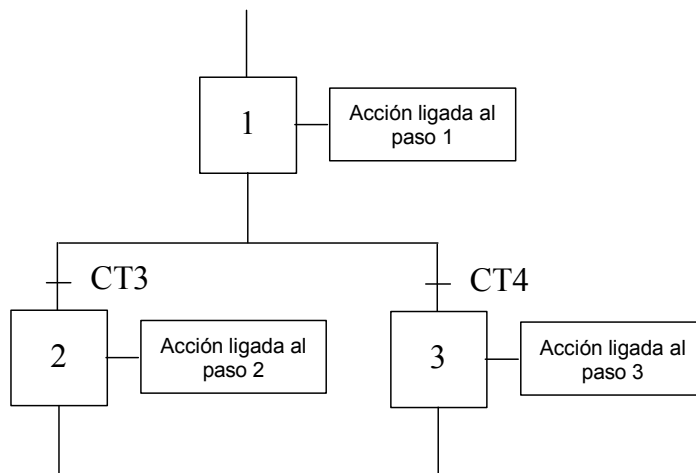 1
Acción ligada al
paso 1
CT3
CT4
2
Acción ligada al
paso 2
3
Acción ligada al
paso 3